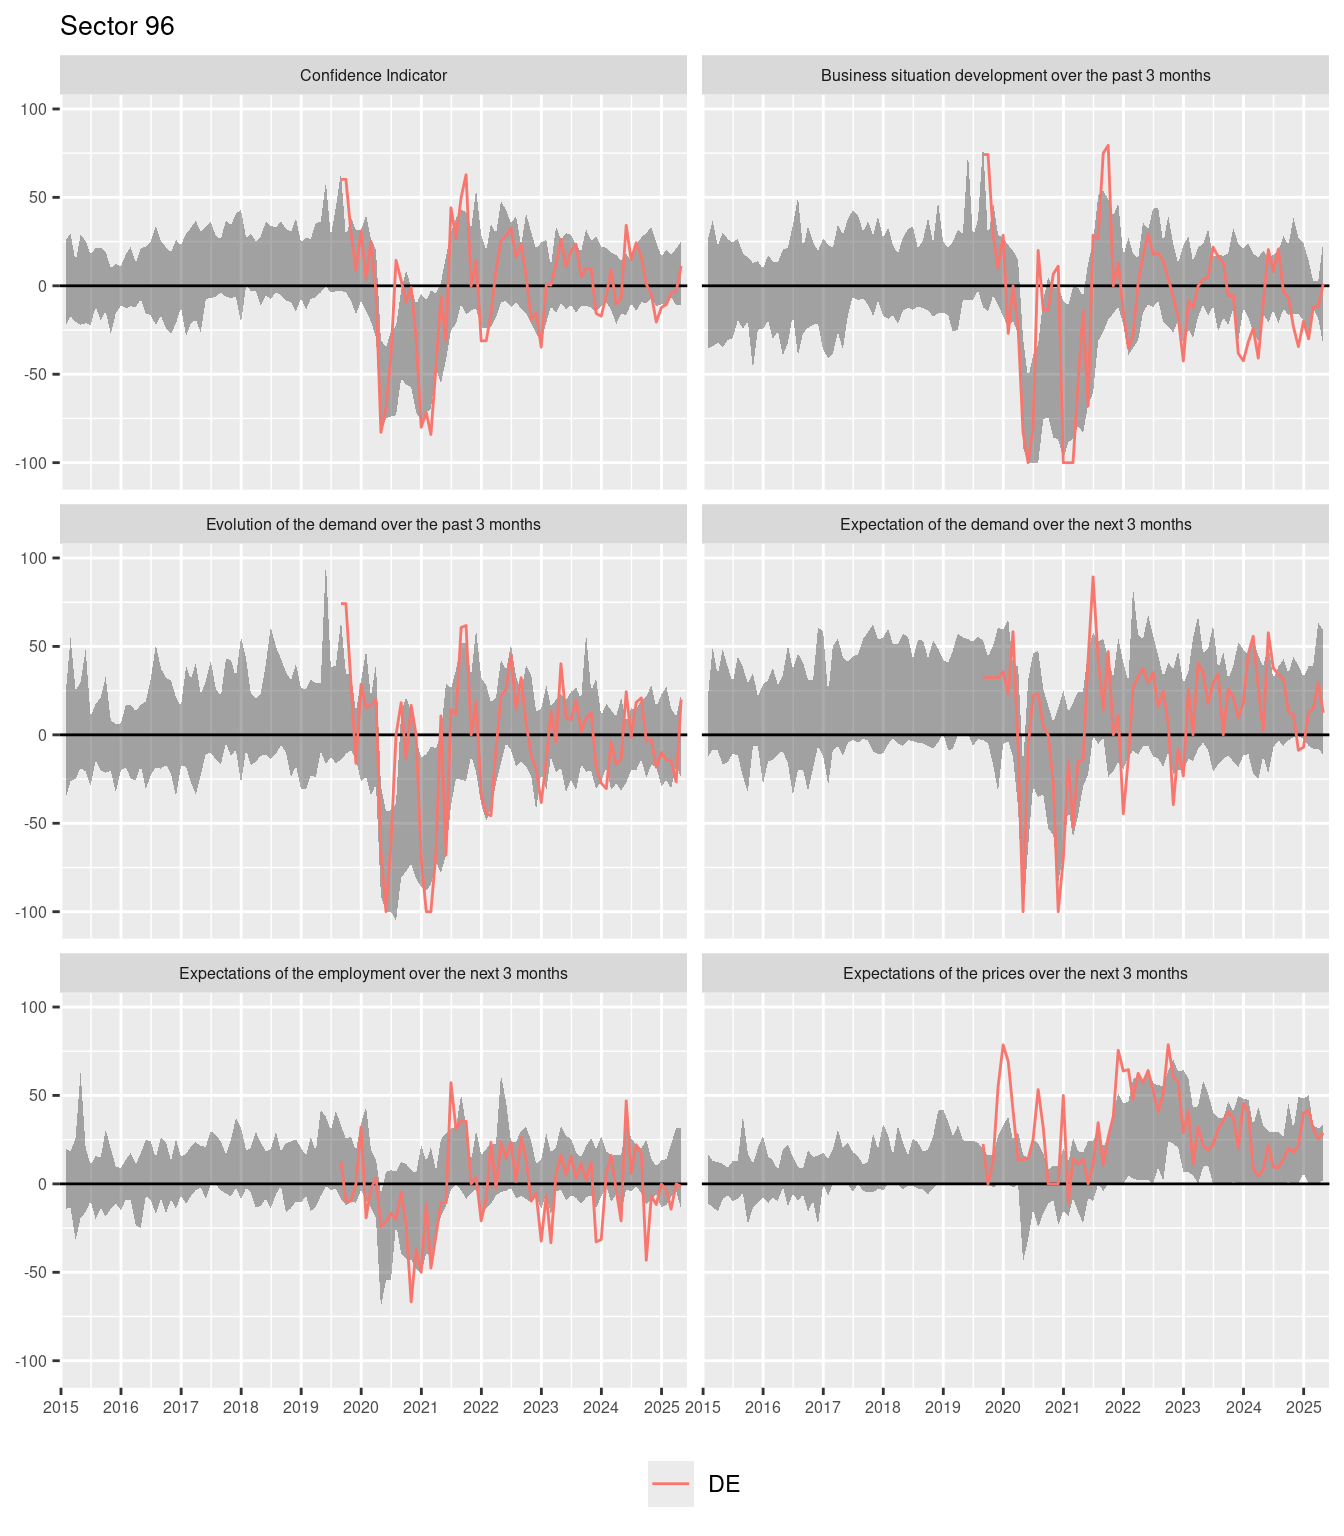 Sector 96
Confidence Indicator
Business situation development over the past 3 months
100
50
0
-50
-100
Evolution of the demand over the past 3 months
Expectation of the demand over the next 3 months
100
50
0
-50
-100
Expectations of the employment over the next 3 months
Expectations of the prices over the next 3 months
100
50
0
-50
-100
2015 2016 2017 2018 2019 2020 2021 2022 2023 2024 2025
2015 2016 2017 2018 2019 2020 2021 2022 2023 2024 2025
DE